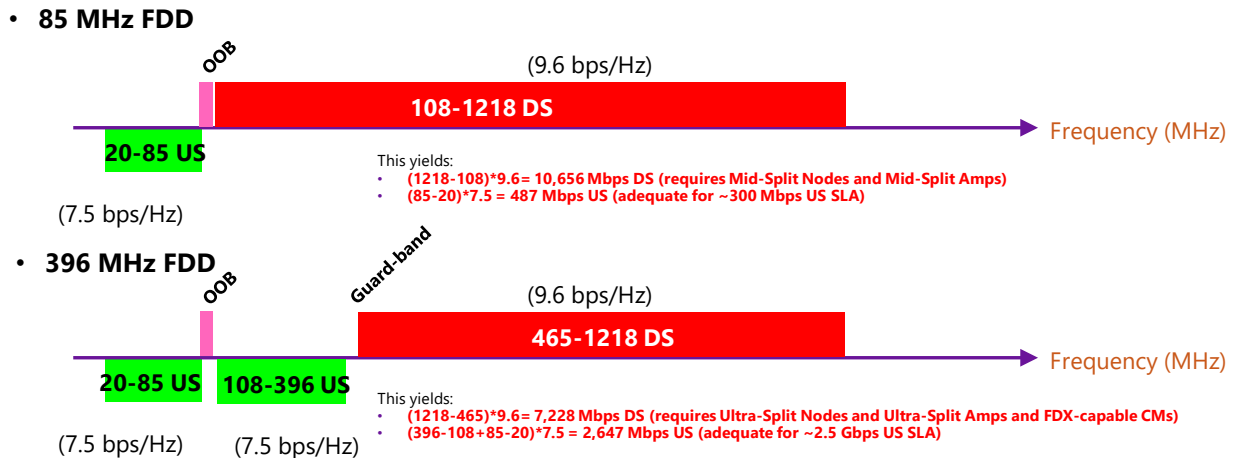 • 85 MHz FDD
OOB
(9.6 bps/Hz)
108-1218 DS
Frequency (MHz)
20-85 US
This yields:
• (1218-108)*9.6= 10,656 Mbps DS (requires Mid-Split Nodes and Mid-Split Amps)
• (85-20)*7.5 = 487 Mbps US (adequate for ~300 Mbps US SLA)
(7.5 bps/Hz)
• 396 MHz FDD
OOB
Guard-band
(9.6 bps/Hz)
465-1218 DS
Frequency (MHz)
20-85 US
108-396 US
This yields:
• (1218-465)*9.6= 7,228 Mbps DS (requires Ultra-Split Nodes and Ultra-Split Amps and FDX-capable CMs)
• (396-108+85-20)*7.5 = 2,647 Mbps US (adequate for ~2.5 Gbps US SLA)
(7.5 bps/Hz)
(7.5 bps/Hz)